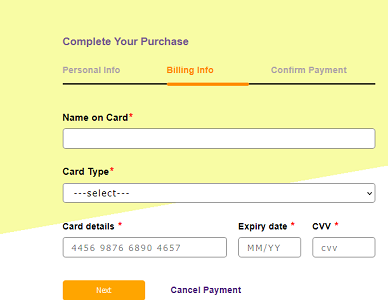 Complete Your Purchase
Personal Info Billing Info Confirm Payment
Name on Card*
Card Type*
---select---
Card details * Expiry date * CVV *
4456 9876 6890 4657 MM/YY cvv
Next Cancel Payment